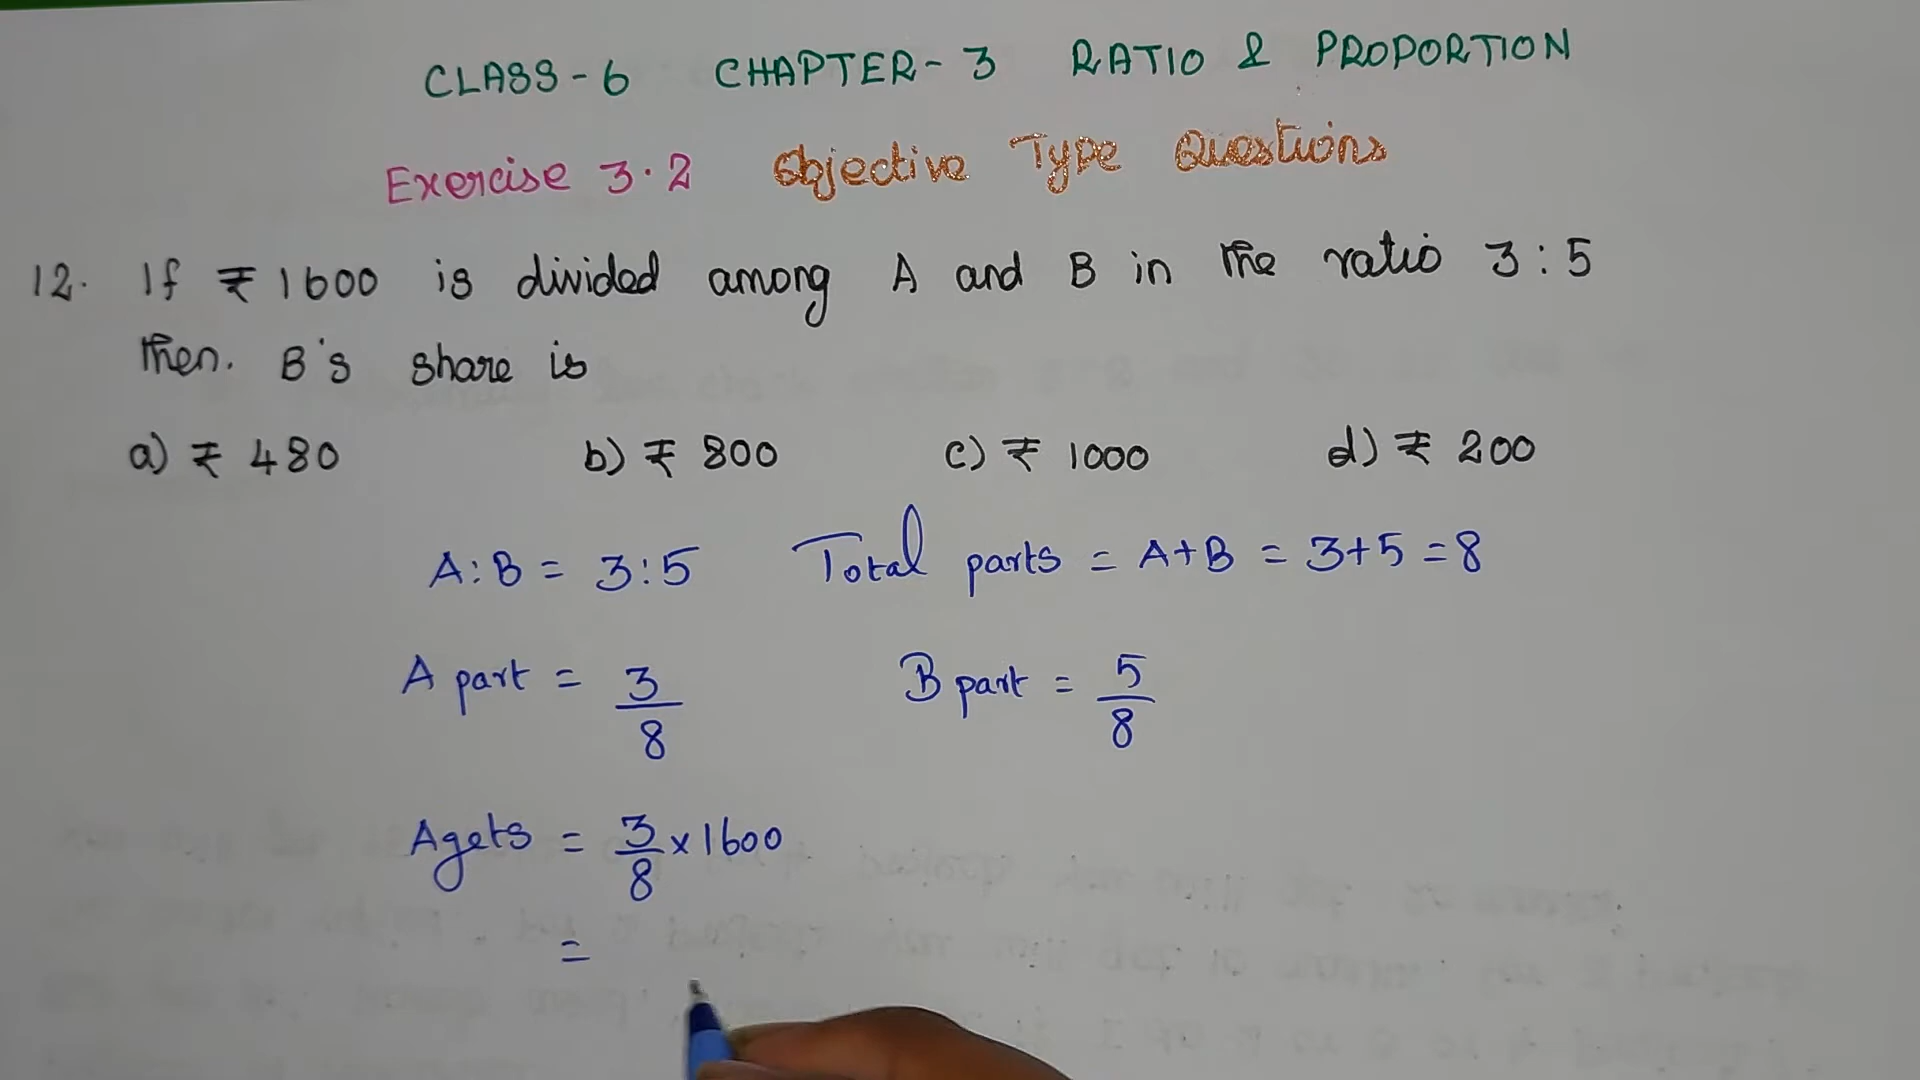 CLASS-6 CHAPTER-3 RATIO & PROPORTION
Exercise 3.2 Objective Type Questions
12. If ₹ 1600 is divided among A and B in the ratio 3:5
then. B's share is
a) ₹ 480 b) ₹ 800 c) ₹ 1000 d) ₹ 200
A:B = 3:5 Total parts = A+B = 3+5 = 8
A part = 3/8 B part = 5/8
A gets = 3/8 × 1600
=